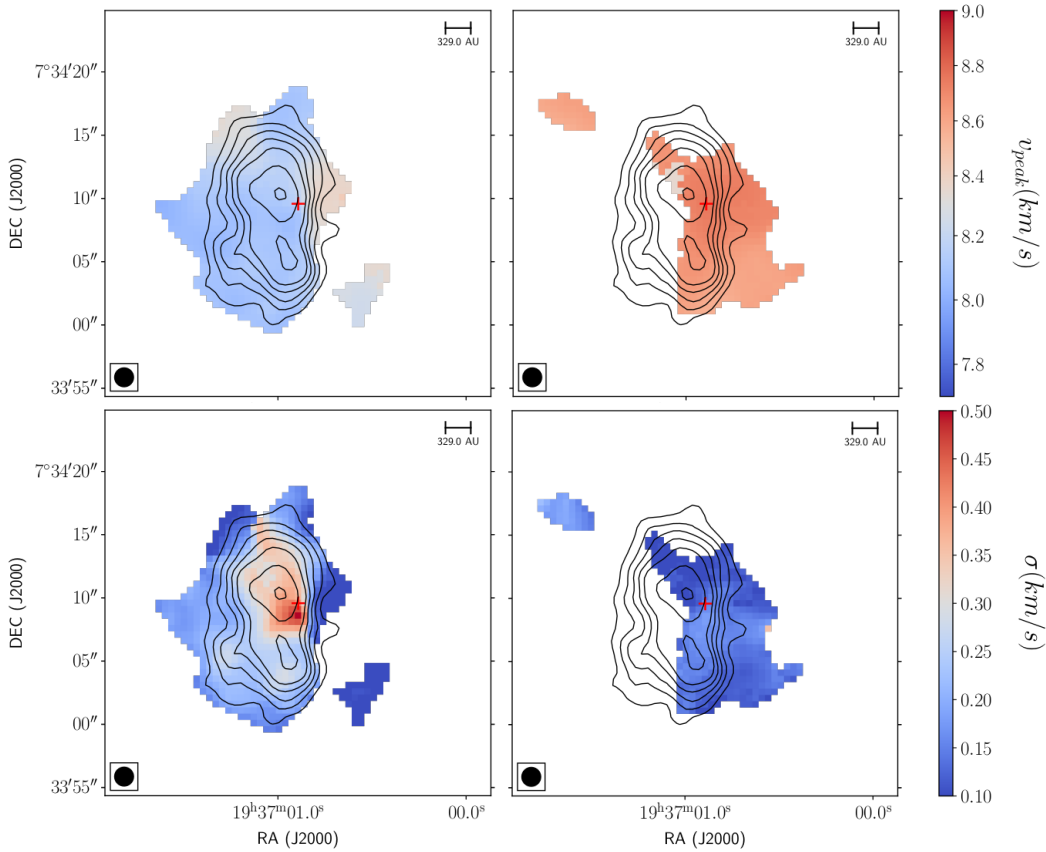 329.0 AU
329.0 AU
7°34′20″
15″
10″
05″
00″
33′55″
DEC (J2000)
9.0
8.8
8.6
8.4
8.2
8.0
7.8
v_peak(km/s)
329.0 AU
329.0 AU
7°34′20″
15″
10″
05″
00″
33′55″
DEC (J2000)
0.50
0.45
0.40
0.35
0.30
0.25
0.20
0.15
0.10
σ(km/s)
19ʰ37ᵐ01.0ˢ
00.0ˢ
19ʰ37ᵐ01.0ˢ
00.0ˢ
RA (J2000)
RA (J2000)